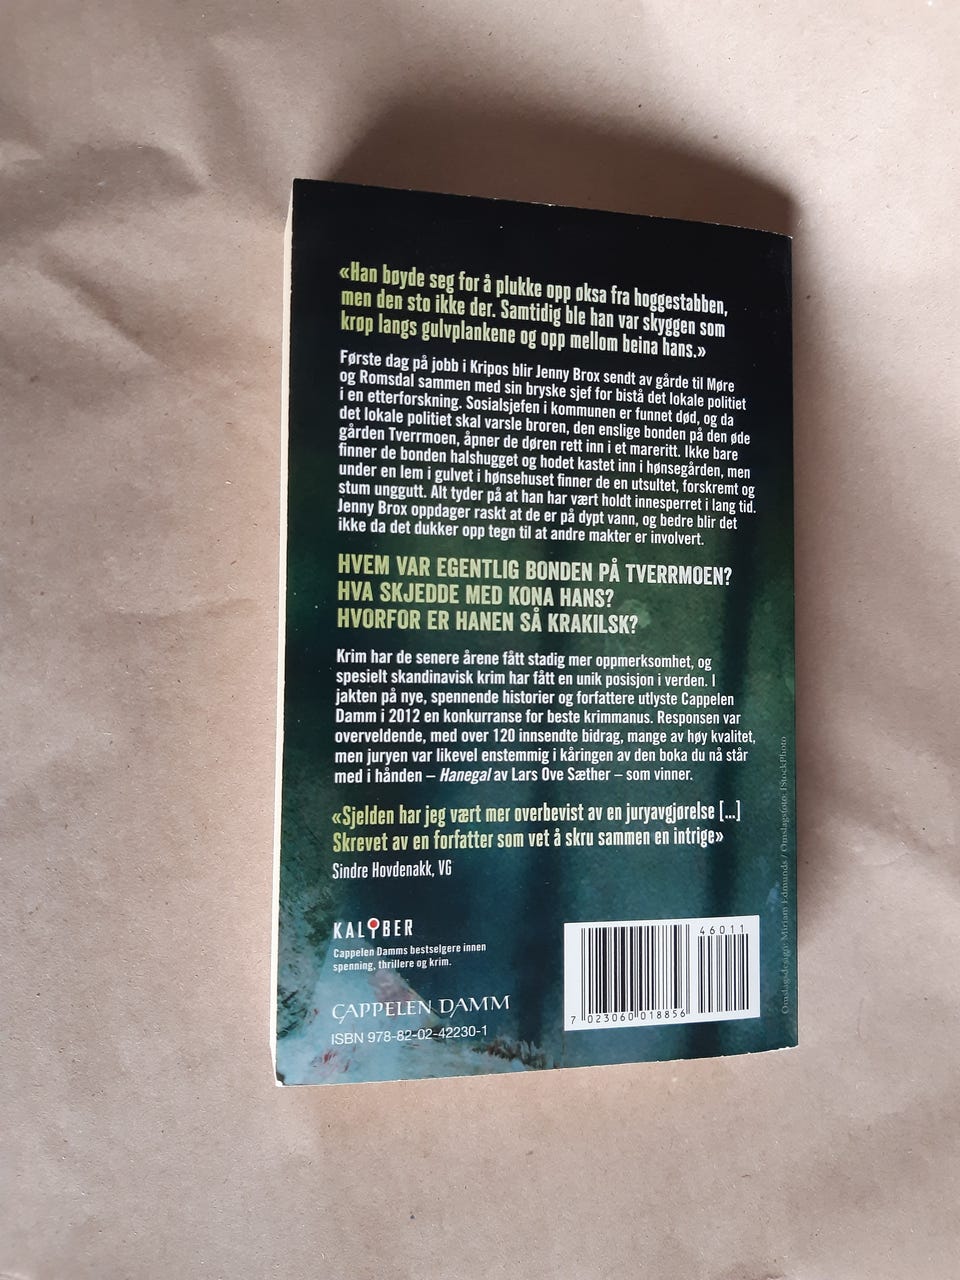 «Han bøyde seg for å plukke opp øksa fra hoggestabben,
men den sto ikke der. Samtidig ble han var skyggen som
krøp langs gulvplankene og opp mellom beina hans.»
Første dag på jobb i Kripos blir Jenny Brox sendt av gårde til Møre
og Romsdal sammen med sin bryske sjef for bistå det lokale politiet
i en etterforskning. Sosialsjefen i kommunen er funnet død, og da
det lokale politiet skal varsle broren, den enslige bonden på den øde
gården Tverrmoen, åpner de døren rett inn i et mareritt. Ikke bare
finner de bonden halshugget og hodet kastet inn i hønsegården, men
under en lem i gulvet i hønsehuset finner de en utsultet, forskremt og
stum unggutt. Alt tyder på at han har vært holdt innesperret i lang tid.
Jenny Brox oppdager raskt at de er på dypt vann, og bedre blir det
ikke da det dukker opp tegn til at andre makter er involvert.
HVEM VAR EGENTLIG BONDEN PÅ TVERRMOEN?
HVA SKJEDDE MED KONA HANS?
HVORFOR ER HANEN SÅ KRAKILSK?
Krim har de senere årene fått stadig mer oppmerksomhet, og
spesielt skandinavisk krim har fått en unik posisjon i verden. I
jakten på nye, spennende historier og forfattere utlyste Cappelen
Damm i 2012 en konkurranse for beste krimmanus. Responsen var
overveldende, med over 120 innsendte bidrag, mange av høy kvalitet,
men juryen var likevel enstemmig i kåringen av den boka du nå står
med i hånden – Hanegal av Lars Ove Sæther – som vinner.
«Sjelden har jeg vært mer overbevist av en juryavgjørelse [...]
Skrevet av en forfatter som vet å skru sammen en intrige»
Sindre Hovdenakk, VG
KALIBER
Cappelen Damms bestselgere innen
spenning, thrillere og krim.
CAPPELEN DAMM
ISBN 978-82-02-42230-1
46011
7 023060 018856
Omslagsdesign: Miriam Edmunds / Omslagsfoto: IStockPhoto